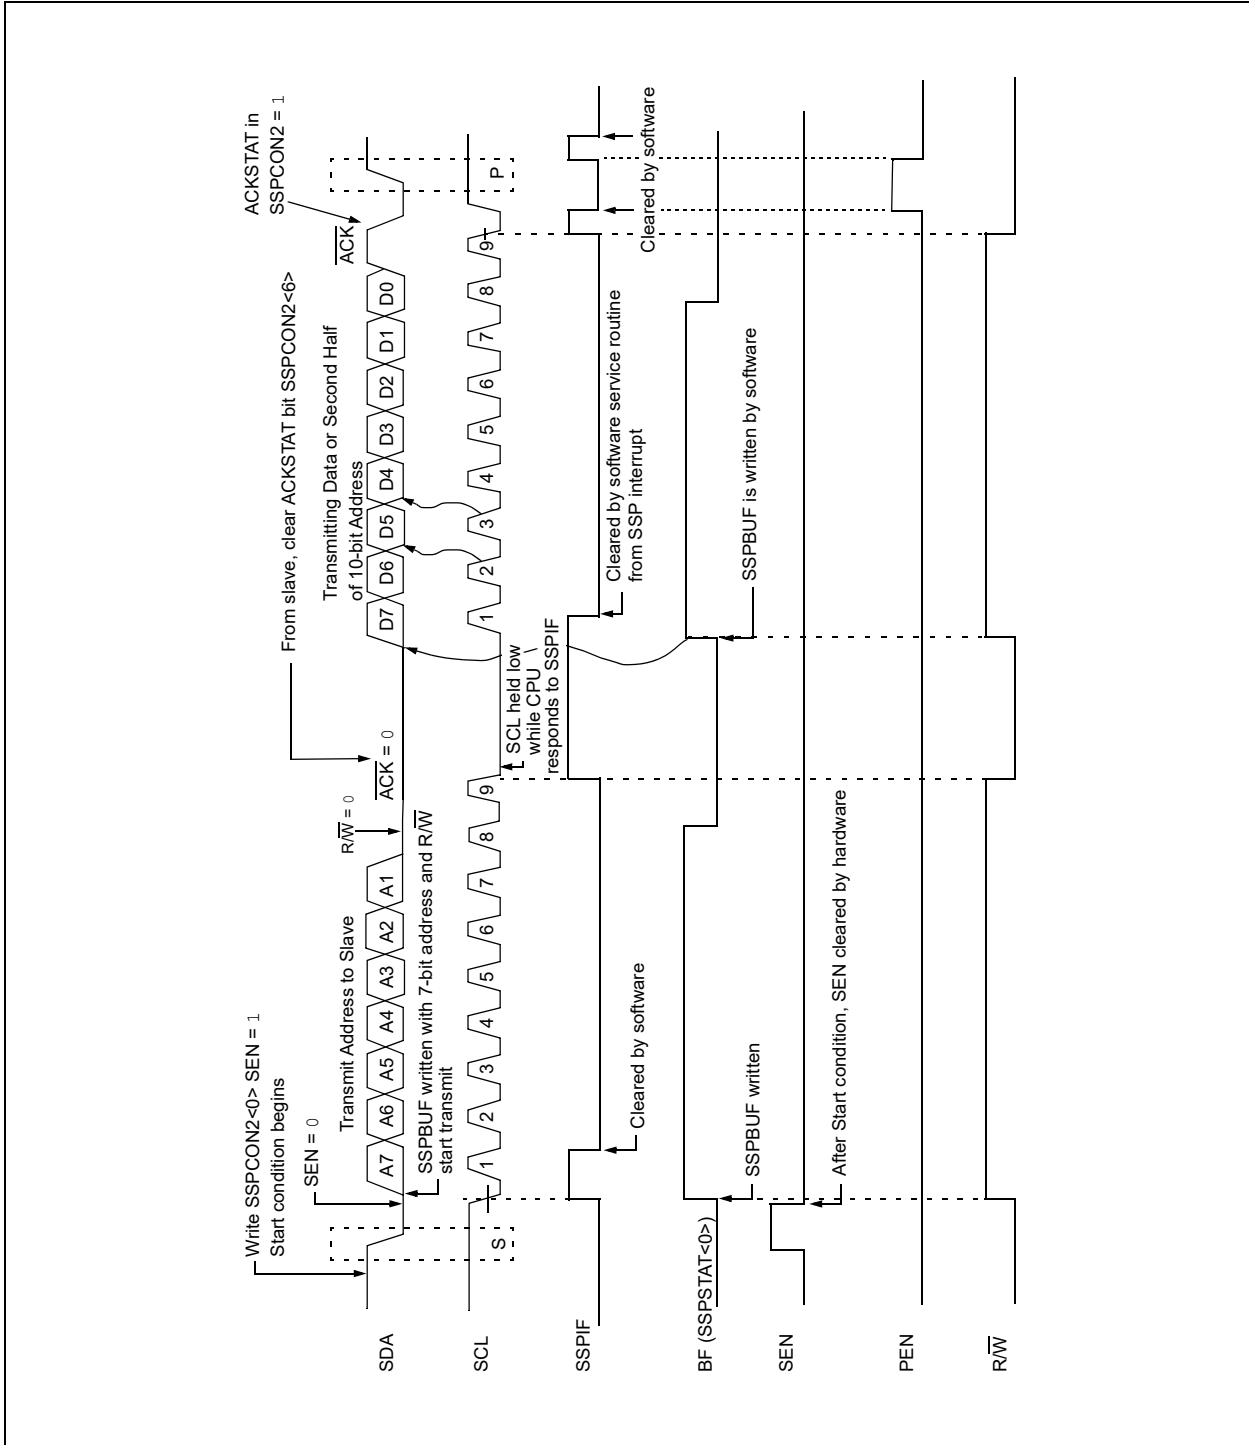 Write SSPCON2<0> SEN = 1
Start condition begins
SEN = 0
From slave, clear ACKSTAT bit SSPCON2<6>
ACKSTAT in
SSPCON2 = 1
Transmit Address to Slave
R/W = 0
ACK = 0
Transmitting Data or Second Half
of 10-bit Address
ACK
SDA
A7 A6 A5 A4 A3 A2 A1
D7 D6 D5 D4 D3 D2 D1 D0
SSPBUF written with 7-bit address and R/W
start transmit
SCL
S
1 2 3 4 5 6 7 8 9
1 2 3 4 5 6 7 8 9
P
SCL held low
while CPU
responds to SSPIF
SSPIF
Cleared by software
Cleared by software service routine
from SSP interrupt
Cleared by software
BF (SSPSTAT<0>)
SSPBUF written
SSPBUF is written by software
SEN
After Start condition, SEN cleared by hardware
PEN
R/W